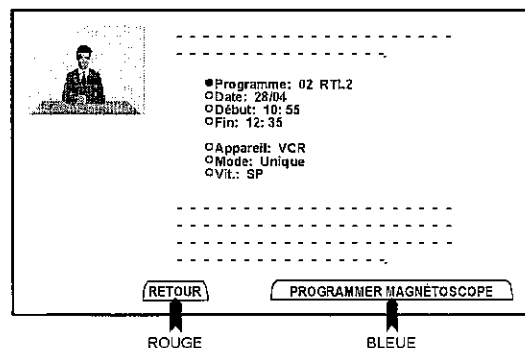 Programme: 02 RTL2
Date: 28/04
Début: 10:55
Fin: 12:35
Appareil: VCR
Mode: Unique
Vit.: SP
RETOUR PROGRAMMER MAGNÉTOSCOPE
ROUGE BLEUE